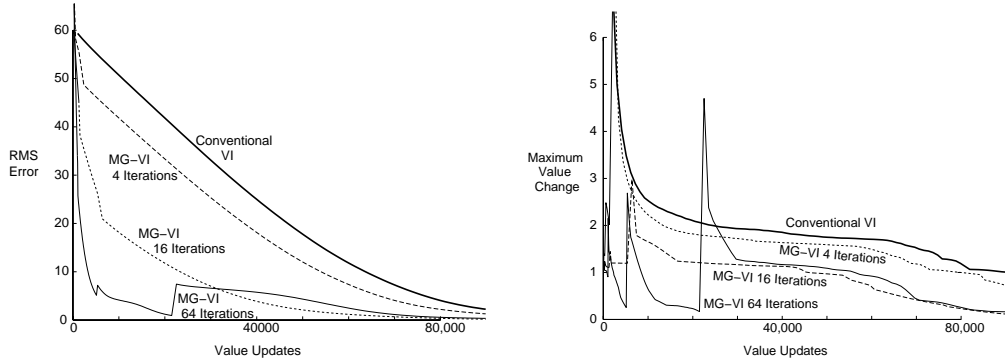 60
50
40
30
20
10
0
0
40000
80,000
RMS
Error
Value Updates
Conventional
VI
MG-VI
4 Iterations
MG-VI
16 Iterations
MG-VI
64 Iterations
6
5
4
3
2
1
0
0
40,000
80,000
Maximum
Value
Change
Value Updates
Conventional VI
MG-VI 4 Iterations
MG-VI 16 Iterations
MG-VI 64 Iterations